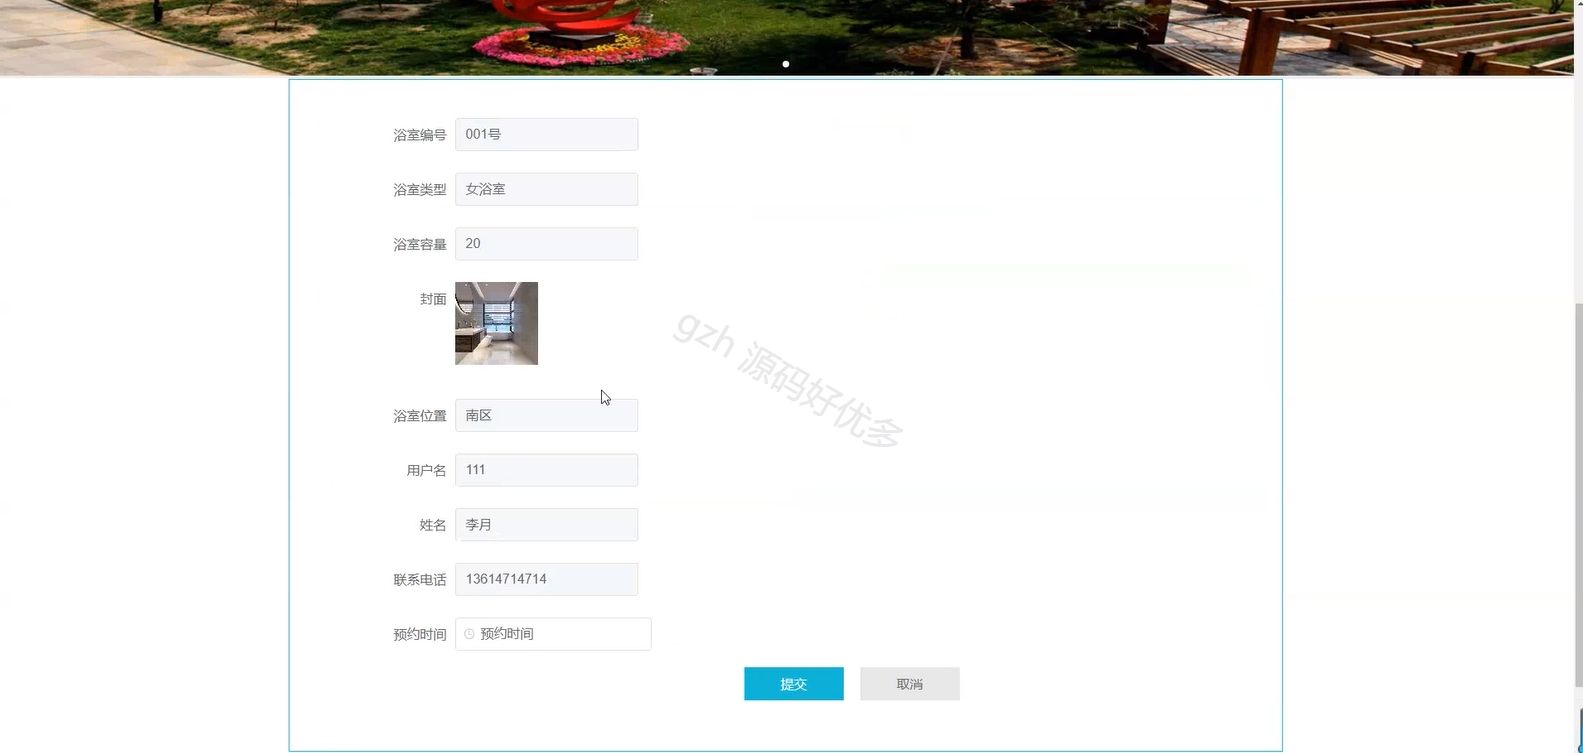 浴室编号 001号
浴室类型 女浴室
浴室容量 20
封面
gzh 源码好优多
浴室位置 南区
用户名 111
姓名 李月
联系电话 13614714714
预约时间 预约时间
提交 取消